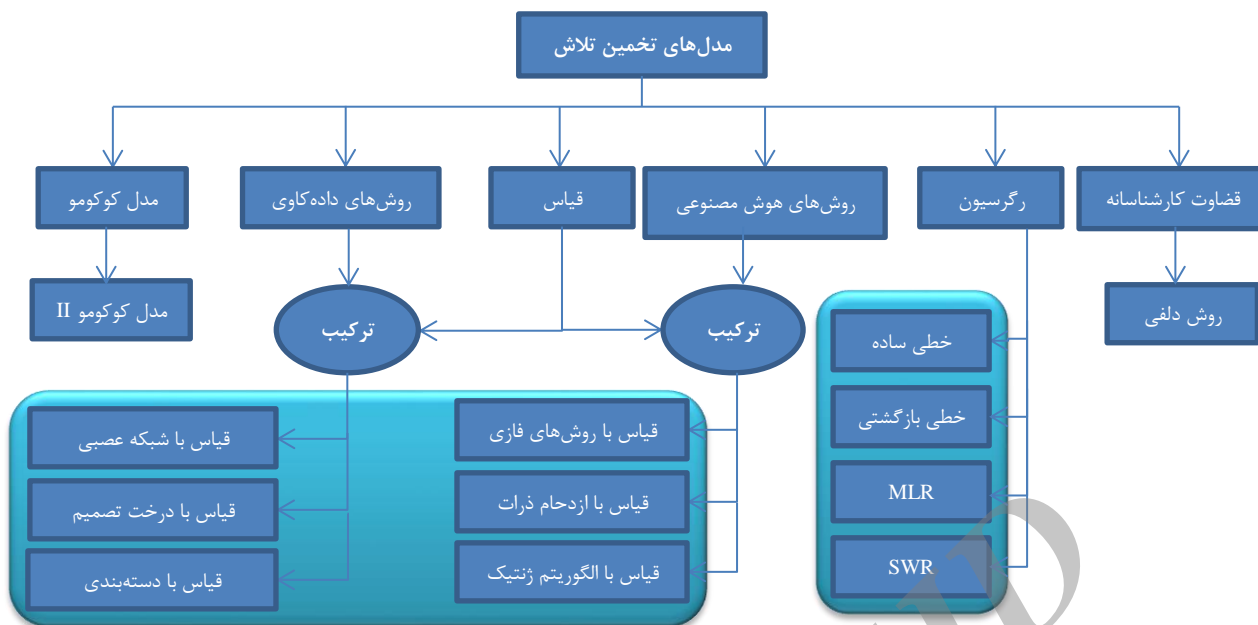 مدل‌های تخمین تلاش
قضاوت کارشناسانه
رگرسیون
روش‌های هوش مصنوعی
قیاس
روش‌های داده‌کاوی
مدل کوکومو
روش دلفی
مدل کوکومو II
ترکیب
ترکیب
خطی ساده
خطی بازگشتی
MLR
SWR
قیاس با روش‌های فازی
قیاس با ازدحام ذرات
قیاس با الگوریتم ژنتیک
قیاس با شبکه عصبی
قیاس با درخت تصمیم
قیاس با دسته‌بندی